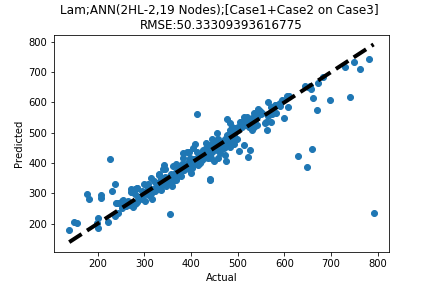 Lam;ANN(2HL-2,19 Nodes);[Case1+Case2 on Case3]
RMSE:50.33309393616775
800
700
600
500
400
300
200
Predicted
200 300 400 500 600 700 800
Actual